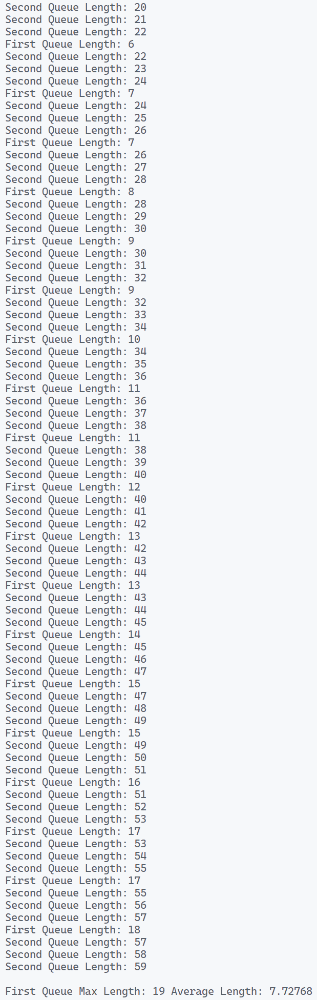 Second Queue Length: 20
Second Queue Length: 21
Second Queue Length: 22
First Queue Length: 6
Second Queue Length: 22
Second Queue Length: 23
Second Queue Length: 24
First Queue Length: 7
Second Queue Length: 24
Second Queue Length: 25
Second Queue Length: 26
First Queue Length: 7
Second Queue Length: 26
Second Queue Length: 27
Second Queue Length: 28
First Queue Length: 8
Second Queue Length: 28
Second Queue Length: 29
Second Queue Length: 30
First Queue Length: 9
Second Queue Length: 30
Second Queue Length: 31
Second Queue Length: 32
First Queue Length: 9
Second Queue Length: 32
Second Queue Length: 33
Second Queue Length: 34
First Queue Length: 10
Second Queue Length: 34
Second Queue Length: 35
Second Queue Length: 36
First Queue Length: 11
Second Queue Length: 36
Second Queue Length: 37
Second Queue Length: 38
First Queue Length: 11
Second Queue Length: 38
Second Queue Length: 39
Second Queue Length: 40
First Queue Length: 12
Second Queue Length: 40
Second Queue Length: 41
Second Queue Length: 42
First Queue Length: 13
Second Queue Length: 42
Second Queue Length: 43
Second Queue Length: 44
First Queue Length: 13
Second Queue Length: 43
Second Queue Length: 44
Second Queue Length: 45
First Queue Length: 14
Second Queue Length: 45
Second Queue Length: 46
Second Queue Length: 47
First Queue Length: 15
Second Queue Length: 47
Second Queue Length: 48
Second Queue Length: 49
First Queue Length: 15
Second Queue Length: 49
Second Queue Length: 50
Second Queue Length: 51
First Queue Length: 16
Second Queue Length: 51
Second Queue Length: 52
Second Queue Length: 53
First Queue Length: 17
Second Queue Length: 53
Second Queue Length: 54
Second Queue Length: 55
First Queue Length: 17
Second Queue Length: 55
Second Queue Length: 56
Second Queue Length: 57
First Queue Length: 18
Second Queue Length: 57
Second Queue Length: 58
Second Queue Length: 59
First Queue Max Length: 19 Average Length: 7.72768